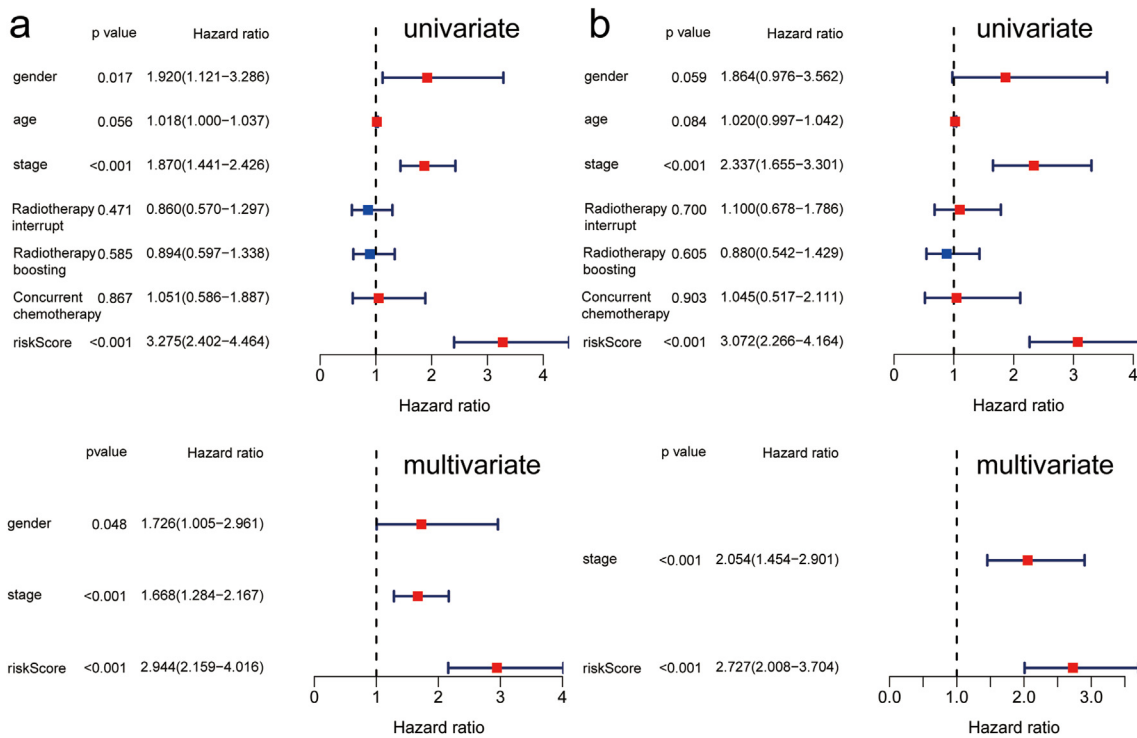 a
p value Hazard ratio univariate
gender 0.017 1.920(1.121−3.286)
age 0.056 1.018(1.000−1.037)
stage <0.001 1.870(1.441−2.426)
Radiotherapy
interrupt
0.471 0.860(0.570−1.297)
Radiotherapy
boosting
0.585 0.894(0.597−1.338)
Concurrent
chemotherapy
0.867 1.051(0.586−1.887)
riskScore <0.001 3.275(2.402−4.464)
0 1 2 3 4
Hazard ratio
pvalue Hazard ratio multivariate
gender 0.048 1.726(1.005−2.961)
stage <0.001 1.668(1.284−2.167)
riskScore <0.001 2.944(2.159−4.016)
0 1 2 3 4
Hazard ratio
b
p value Hazard ratio univariate
gender 0.059 1.864(0.976−3.562)
age 0.084 1.020(0.997−1.042)
stage <0.001 2.337(1.655−3.301)
Radiotherapy
interrupt
0.700 1.100(0.678−1.786)
Radiotherapy
boosting
0.605 0.880(0.542−1.429)
Concurrent
chemotherapy
0.903 1.045(0.517−2.111)
riskScore <0.001 3.072(2.266−4.164)
0 1 2 3 4
Hazard ratio
p value Hazard ratio multivariate
stage <0.001 2.054(1.454−2.901)
riskScore <0.001 2.727(2.008−3.704)
0.0 1.0 2.0 3.0
Hazard ratio